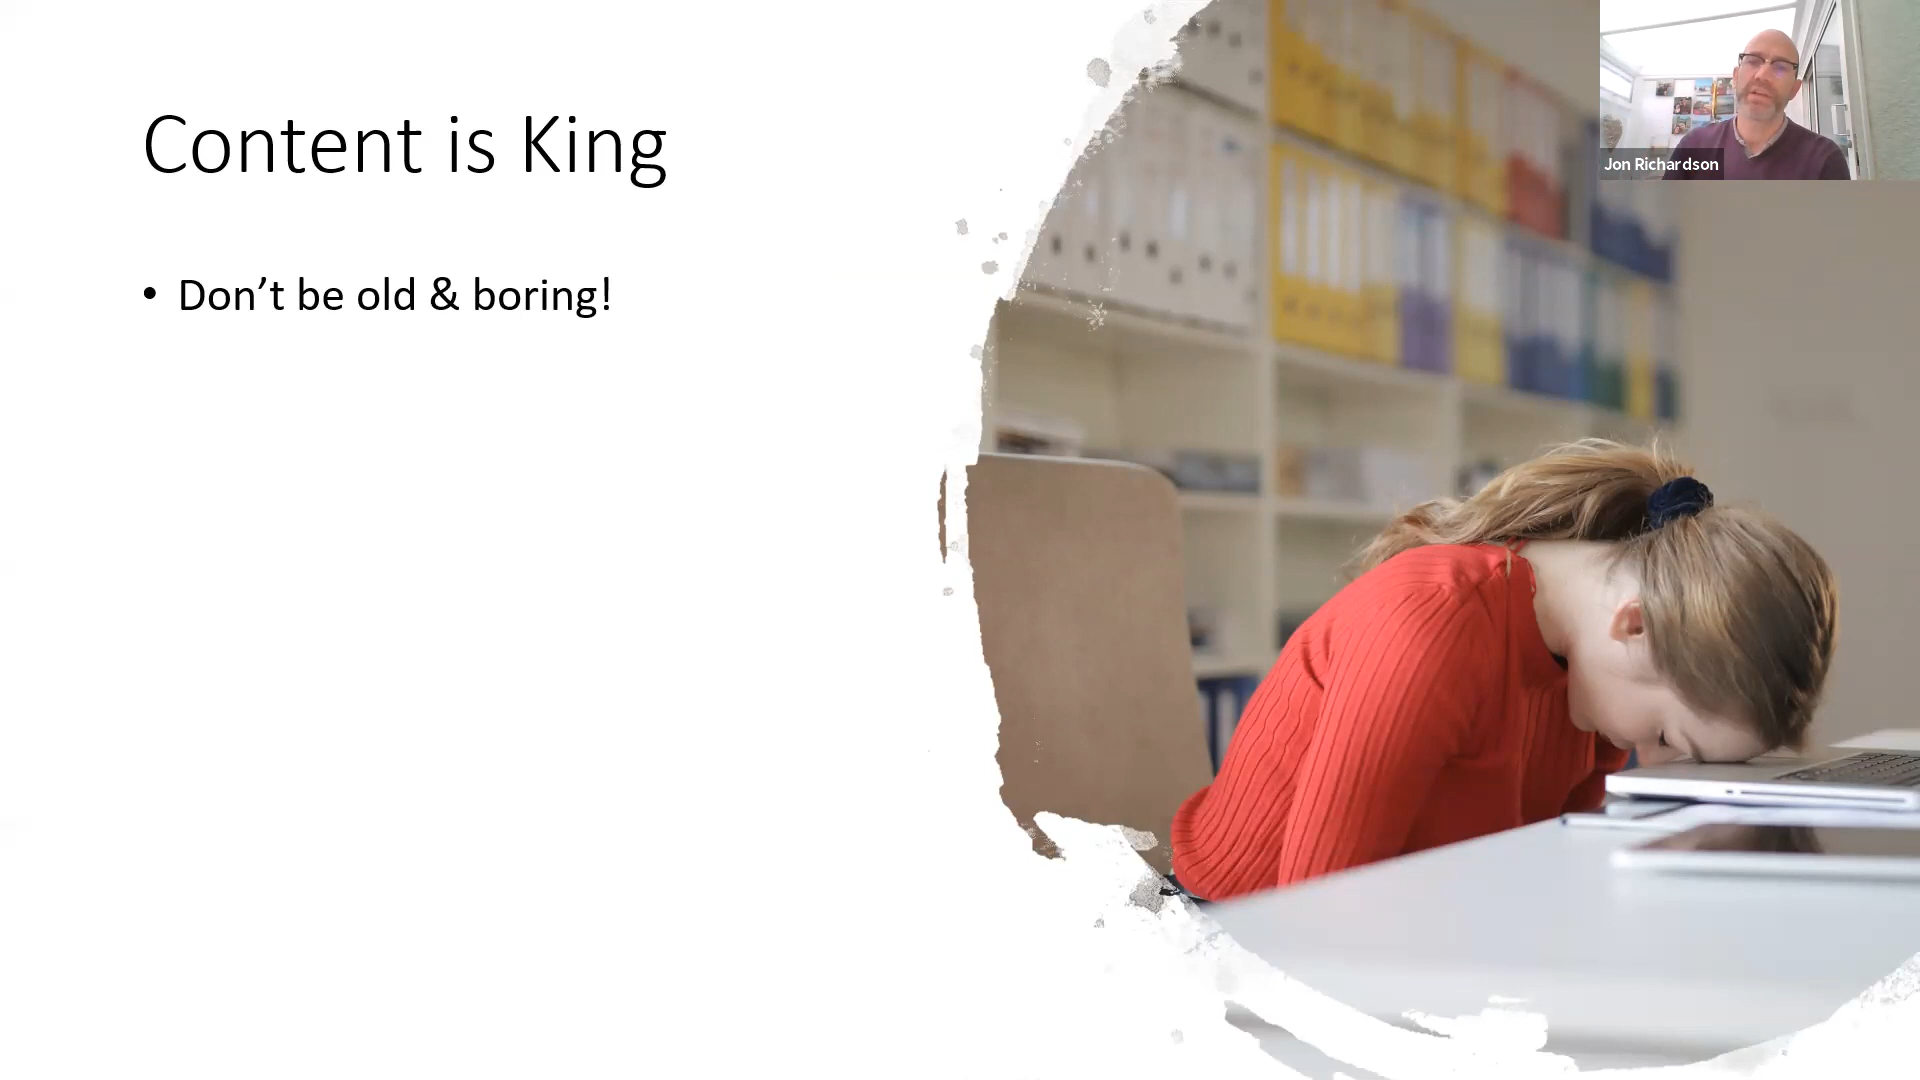 Content is King
• Don’t be old & boring!
Jon Richardson